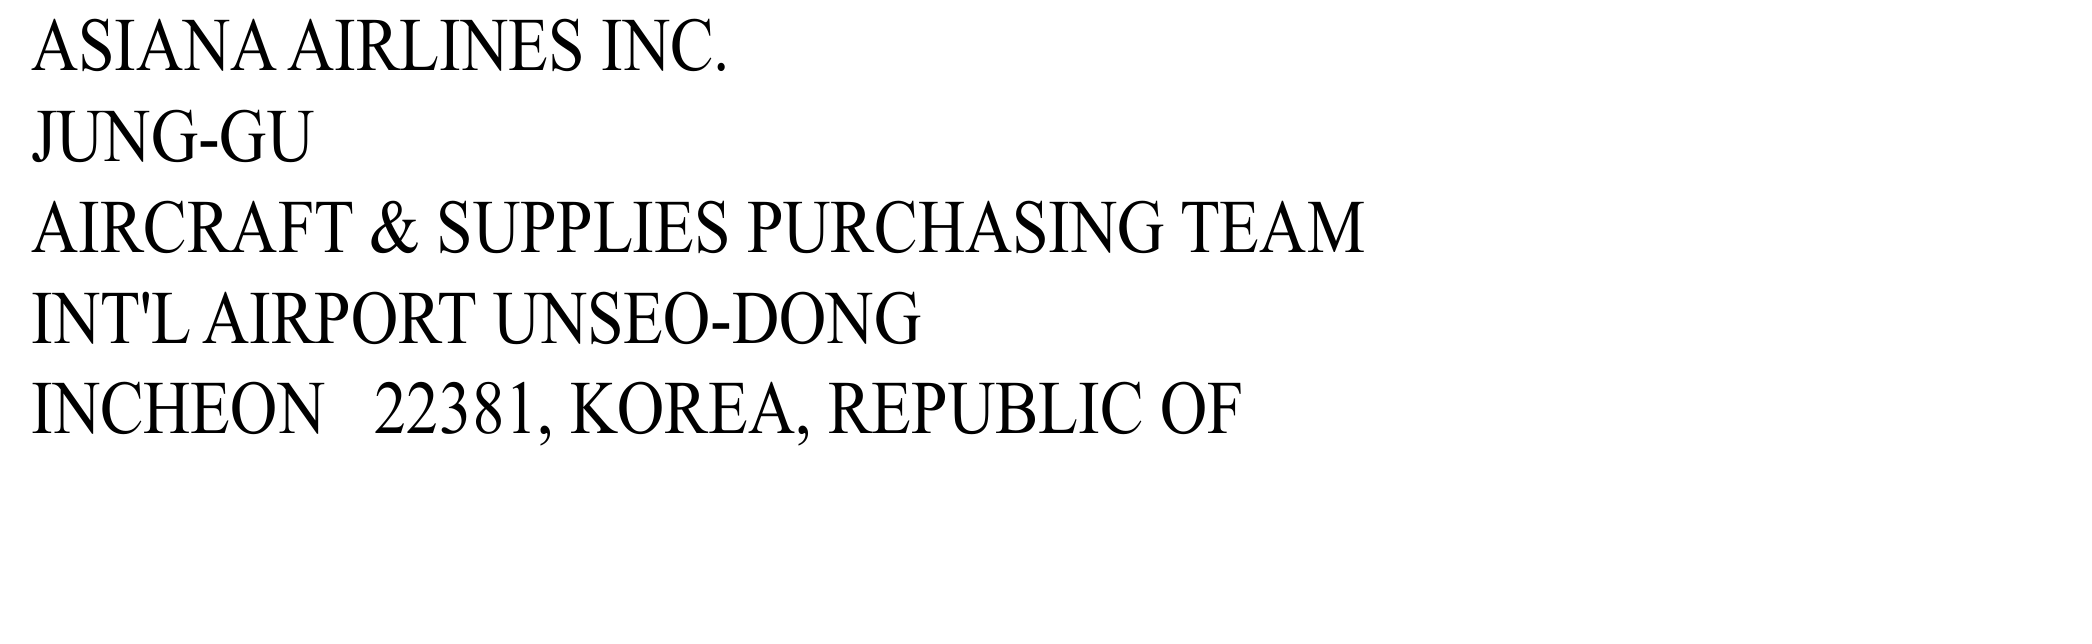 ASIANA AIRLINES INC.
JUNG-GU
AIRCRAFT & SUPPLIES PURCHASING TEAM
INT'L AIRPORT UNSEO-DONG
INCHEON   22381, KOREA, REPUBLIC OF